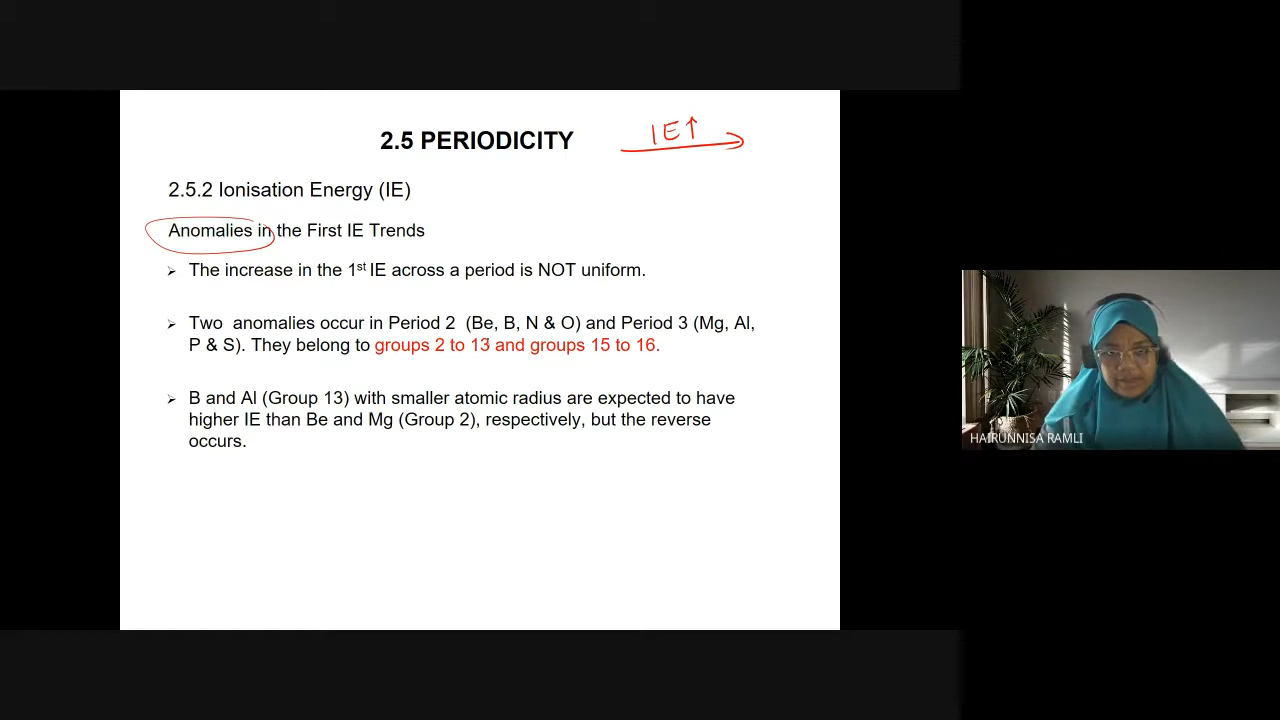 2.5 PERIODICITY
IE↑
2.5.2 Ionisation Energy (IE)
Anomalies in the First IE Trends
➢ The increase in the 1st IE across a period is NOT uniform.
➢ Two anomalies occur in Period 2 (Be, B, N & O) and Period 3 (Mg, Al,
P & S). They belong to groups 2 to 13 and groups 15 to 16.
➢ B and Al (Group 13) with smaller atomic radius are expected to have
higher IE than Be and Mg (Group 2), respectively, but the reverse
occurs.
HAIRUNNISA RAMLI